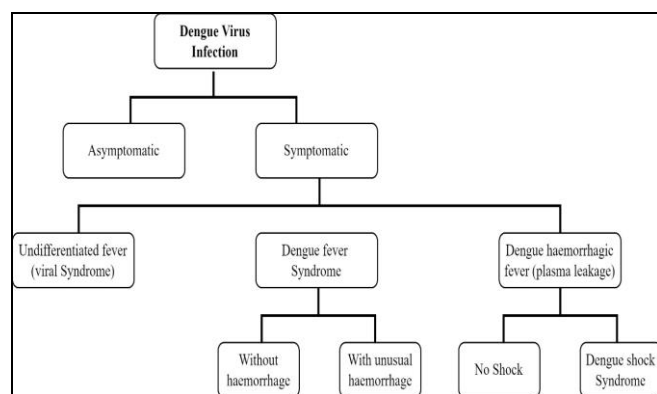 Dengue Virus
Infection
Asymptomatic
Symptomatic
Undifferentiated fever
(viral Syndrome)
Dengue fever
Syndrome
Dengue haemorrhagic
fever (plasma leakage)
Without
haemorrhage
With unusual
haemorrhage
No Shock
Dengue shock
Syndrome